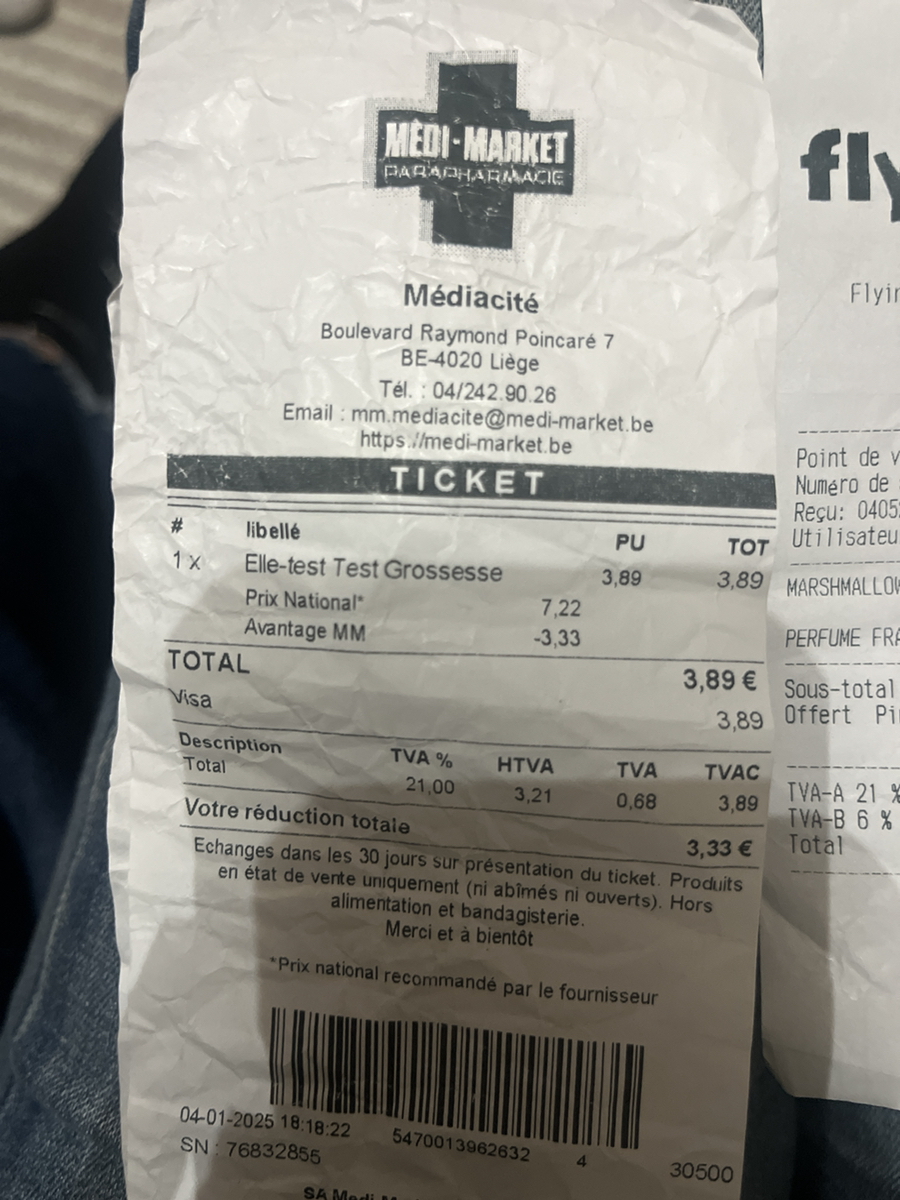 MÈDI-MARKET
PARAPHARMACIE
Médiacité
Boulevard Raymond Poincaré 7
BE-4020 Liège
Tél. : 04/242.90.26
Email : mm.mediacite@medi-market.be
https://medi-market.be
TICKET
# libellé PU TOT
1 x Elle-test Test Grossesse 3,89 3,89
Prix National* 7,22
Avantage MM -3,33
TOTAL 3,89 €
Visa 3,89
Description TVA % HTVA TVA TVAC
Total 21,00 3,21 0,68 3,89
Votre réduction totale 3,33 €
Echanges dans les 30 jours sur présentation du ticket. Produits
en état de vente uniquement (ni abîmés ni ouverts). Hors
alimentation et bandagisterie.
Merci et à bientôt
*Prix national recommandé par le fournisseur
04-01-2025 18:18:22 5470013962632 4
SN : 76832855 30500
SA Medi-M
fly
Flyin
Point de v
Numéro de
Reçu: 0405
Utilisateu
MARSHMALLOW
PERFUME FRA
Sous-total
Offert Pi
TVA-A 21 %
TVA-B 6 %
Total